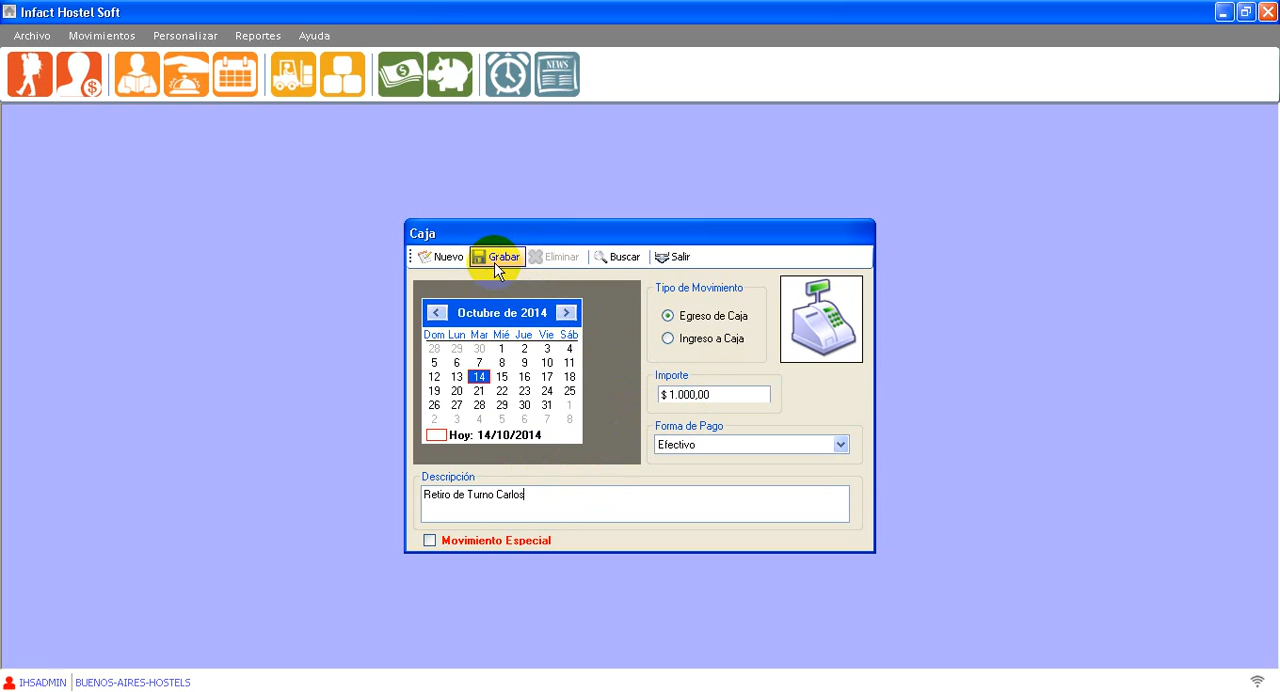 Infact Hostel Soft
Archivo Movimientos Personalizar Reportes Ayuda
$ $ NEWS
Caja
Nuevo Grabar Eliminar Buscar Salir
Octubre de 2014
Dom Lun Mar Mié Jue Vie Sáb
28 29 30 1 2 3 4
5 6 7 8 9 10 11
12 13 14 15 16 17 18
19 20 21 22 23 24 25
26 27 28 29 30 31 1
2 3 4 5 6 7 8
Hoy: 14/10/2014
Tipo de Movimiento
Egreso de Caja
Ingreso a Caja
Importe
$ 1.000,00
Forma de Pago
Efectivo
Descripción
Retiro de Turno Carlos
Movimiento Especial
IHSADMIN BUENOS-AIRES-HOSTELS